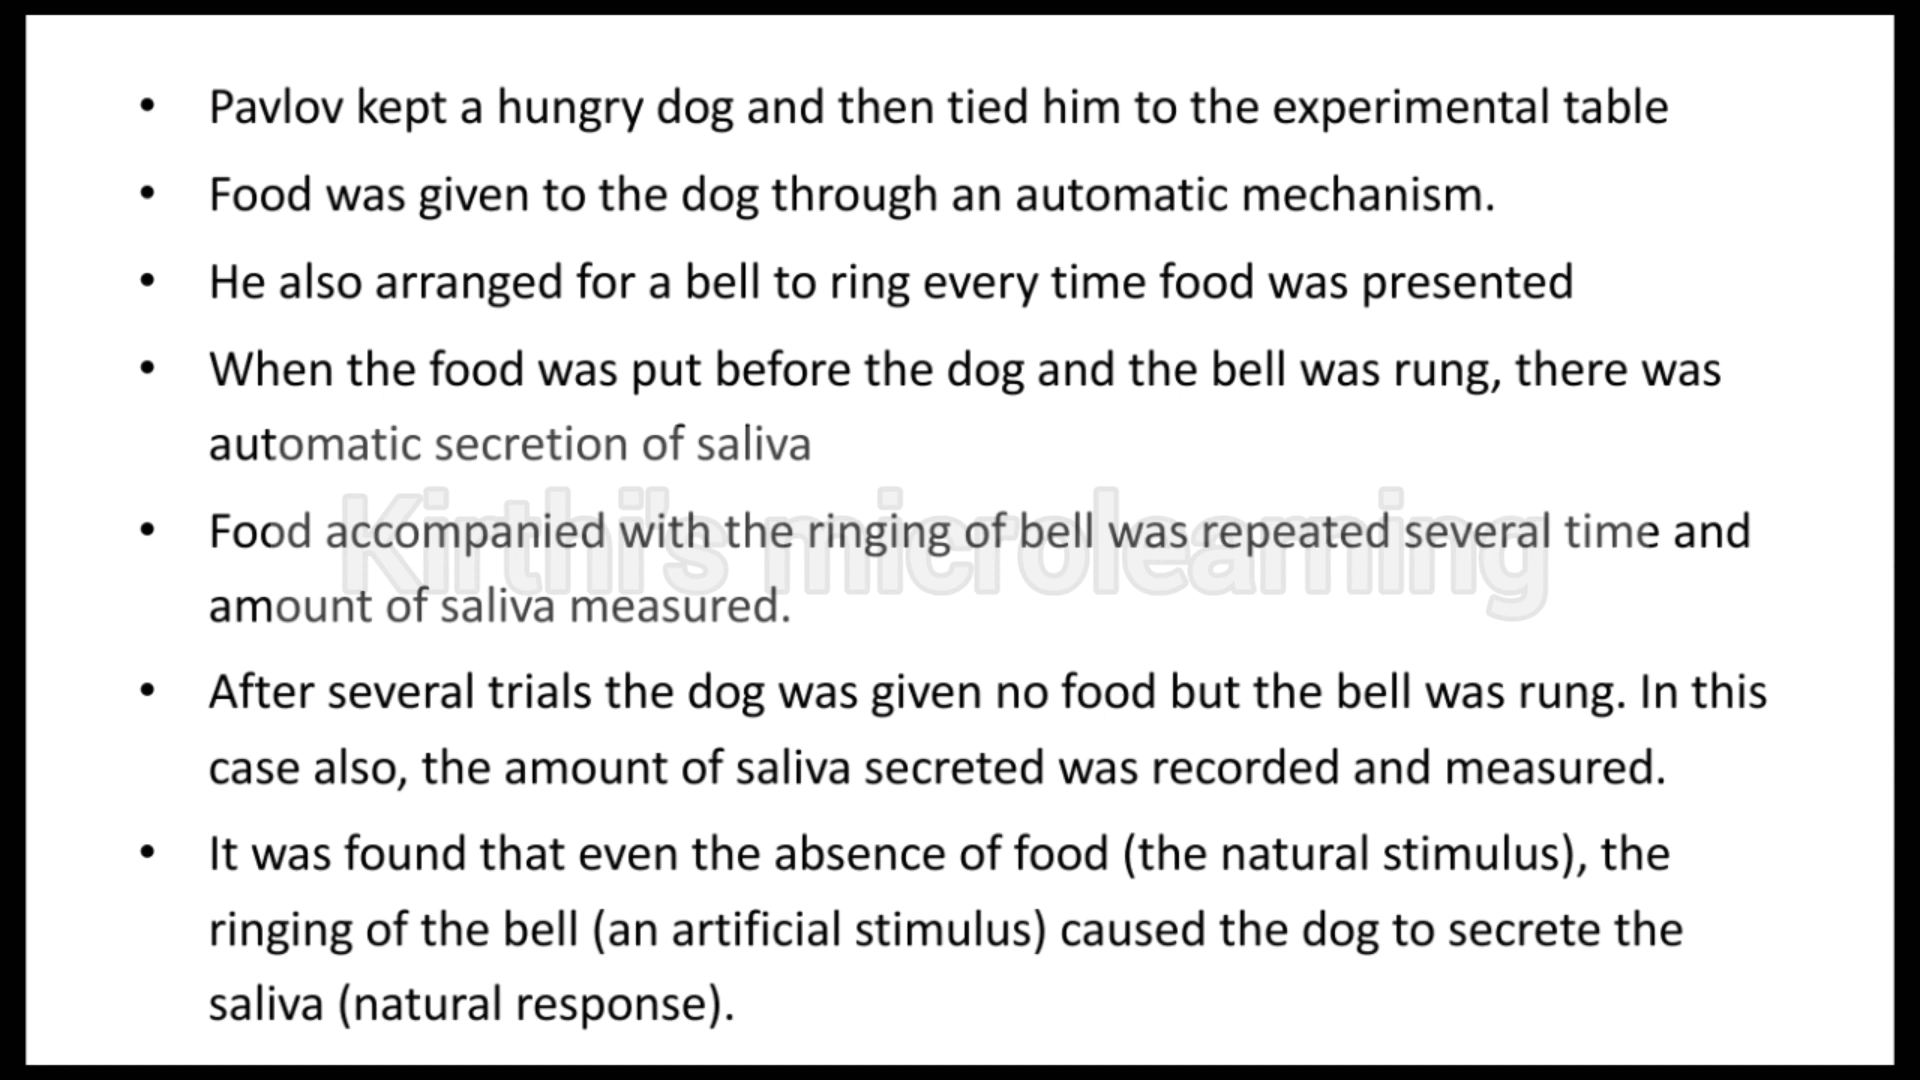 • Pavlov kept a hungry dog and then tied him to the experimental table
• Food was given to the dog through an automatic mechanism.
• He also arranged for a bell to ring every time food was presented
• When the food was put before the dog and the bell was rung, there was
automatic secretion of saliva
Kirthi's microlearning
• Food accompanied with the ringing of bell was repeated several time and
amount of saliva measured.
• After several trials the dog was given no food but the bell was rung. In this
case also, the amount of saliva secreted was recorded and measured.
• It was found that even the absence of food (the natural stimulus), the
ringing of the bell (an artificial stimulus) caused the dog to secrete the
saliva (natural response).